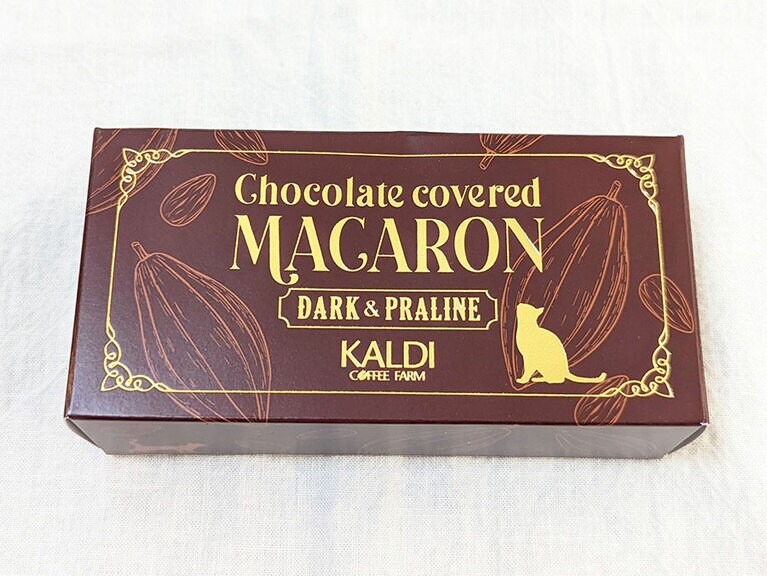 Chocolate covered
MACARON
DARK & PRALINE
KALDI
COFFEE FARM